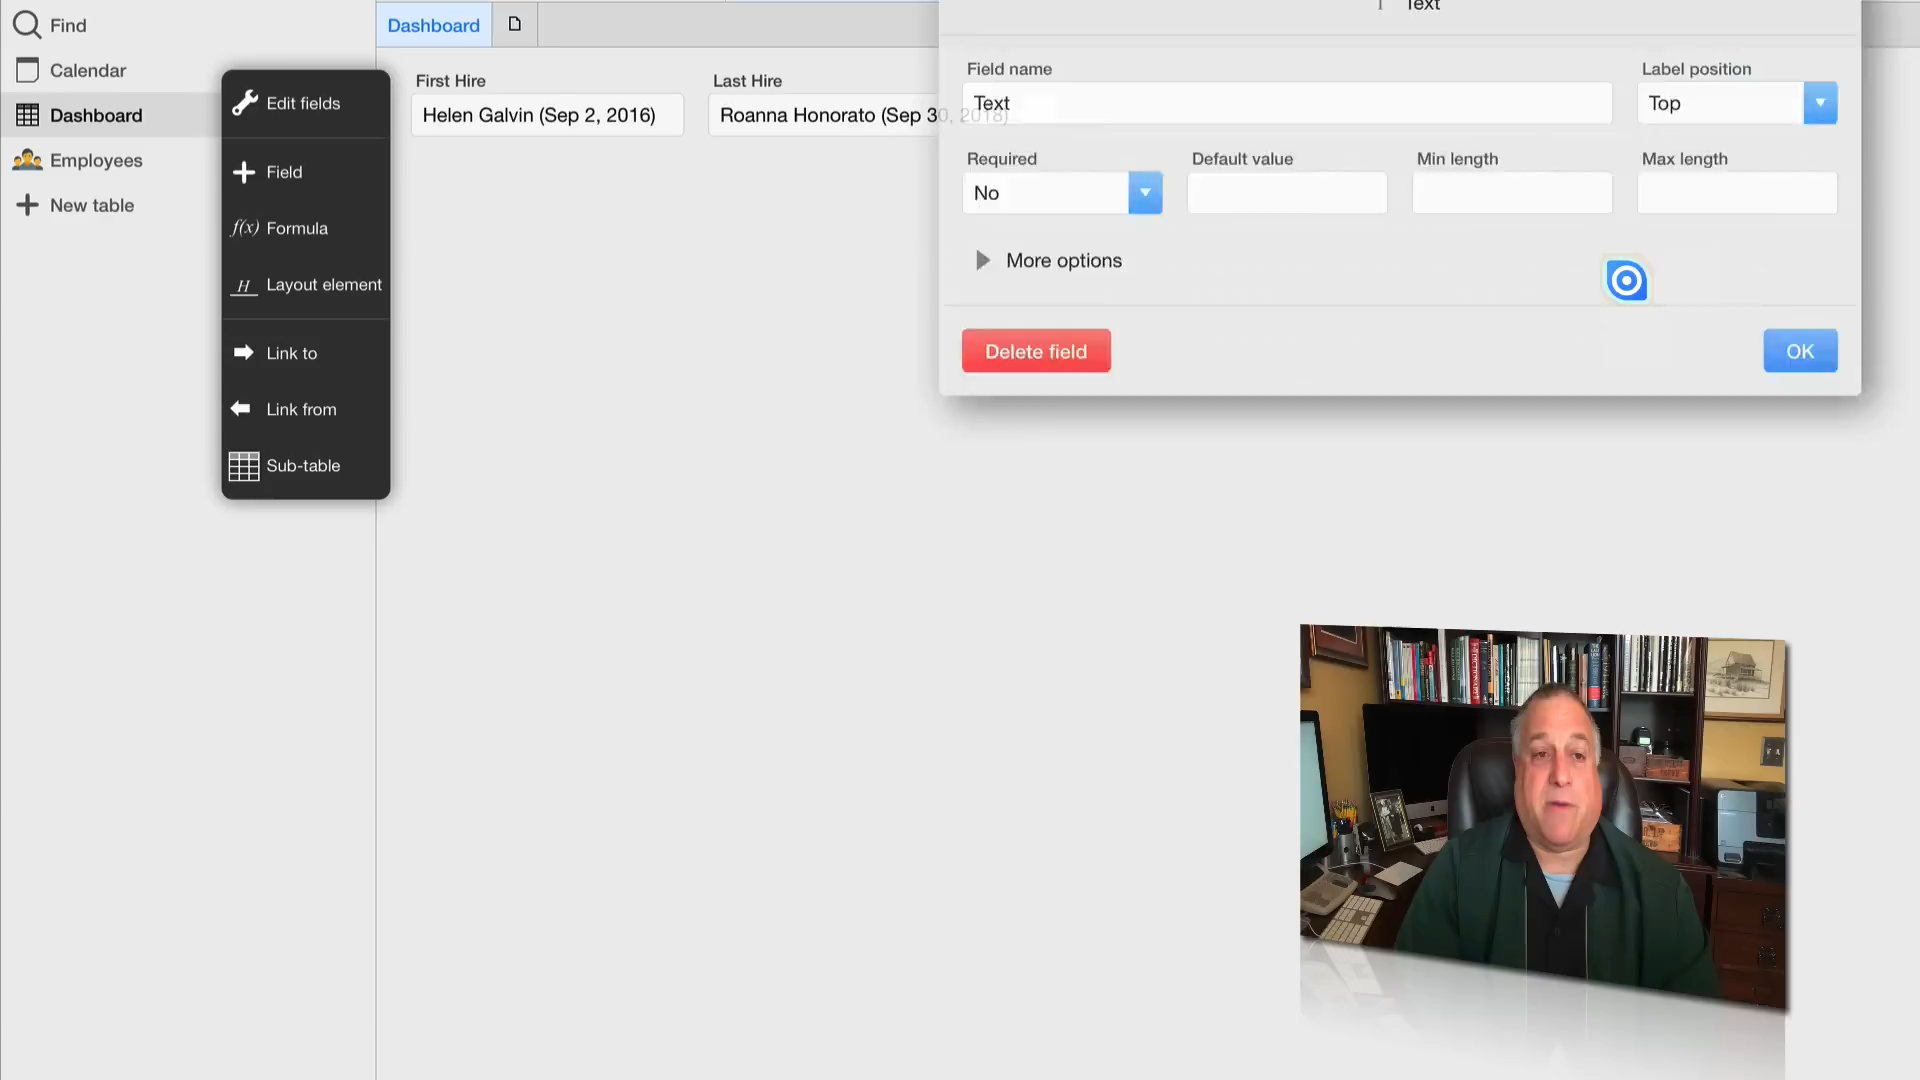 Find
Calendar
Dashboard
Employees
New table
Edit fields
Field
f(x) Formula
H Layout element
Link to
Link from
Sub-table
Dashboard
First Hire
Helen Galvin (Sep 2, 2016)
Last Hire
Roanna Honorato (Sep 30, 2018)
Text
Field name
Text
Label position
Top
Required
No
Default value
Min length
Max length
More options
Delete field
OK